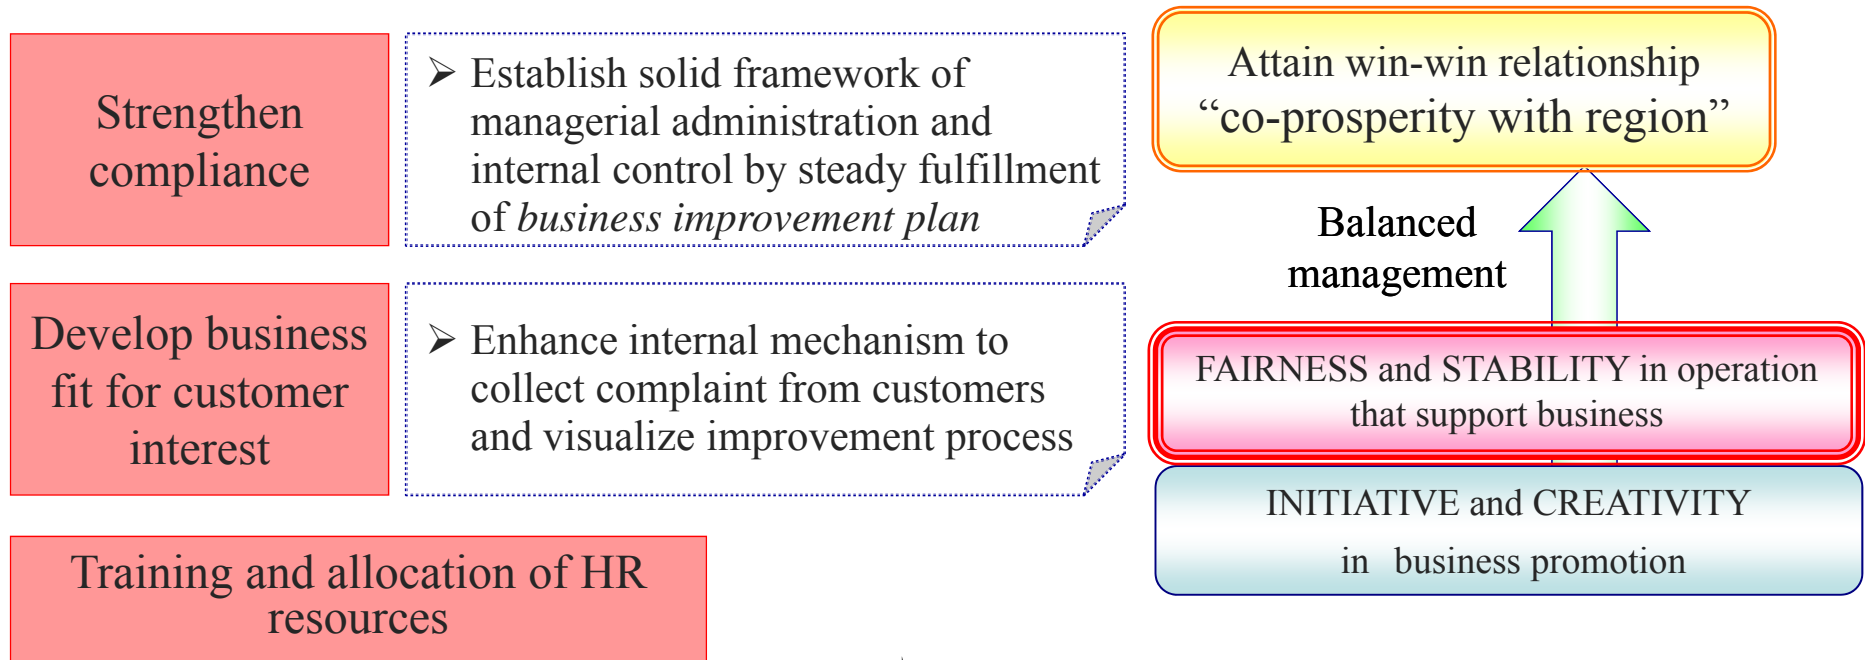 Strengthen
compliance
➢ Establish solid framework of
managerial administration and
internal control by steady fulfillment
of business improvement plan
Develop business
fit for customer
interest
➢ Enhance internal mechanism to
collect complaint from customers
and visualize improvement process
Training and allocation of HR
resources
Attain win-win relationship
“co-prosperity with region”
Balanced
management
FAIRNESS and STABILITY in operation
that support business
INITIATIVE and CREATIVITY
in business promotion